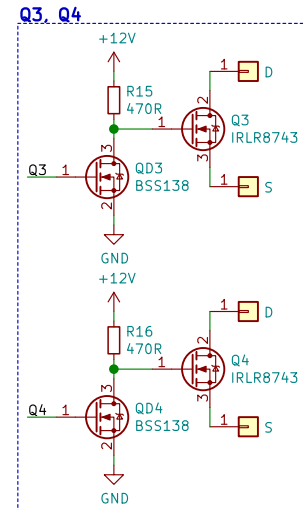 Q3, Q4
+12V
1
D
R15
470R
2
1
Q3
IRLR8743
3
3
Q3
1
QD3
BSS138
1
S
2
GND
+12V
1
D
R16
470R
2
1
Q4
IRLR8743
3
3
Q4
1
QD4
BSS138
1
S
2
GND